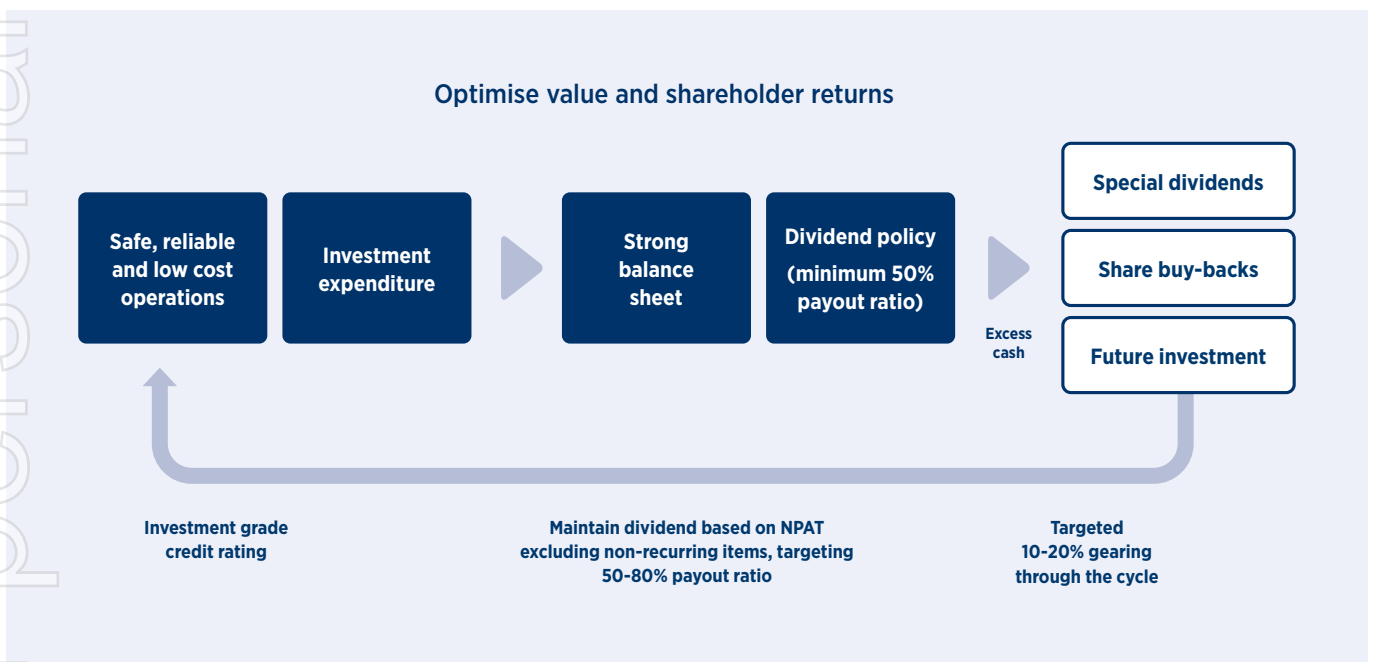 Optimise value and shareholder returns
Safe, reliable
and low cost
operations
Investment
expenditure
Strong
balance
sheet
Dividend policy
(minimum 50%
payout ratio)
Excess
cash
Special dividends
Share buy-backs
Future investment
Investment grade
credit rating
Maintain dividend based on NPAT
excluding non-recurring items, targeting
50-80% payout ratio
Targeted
10-20% gearing
through the cycle
personal